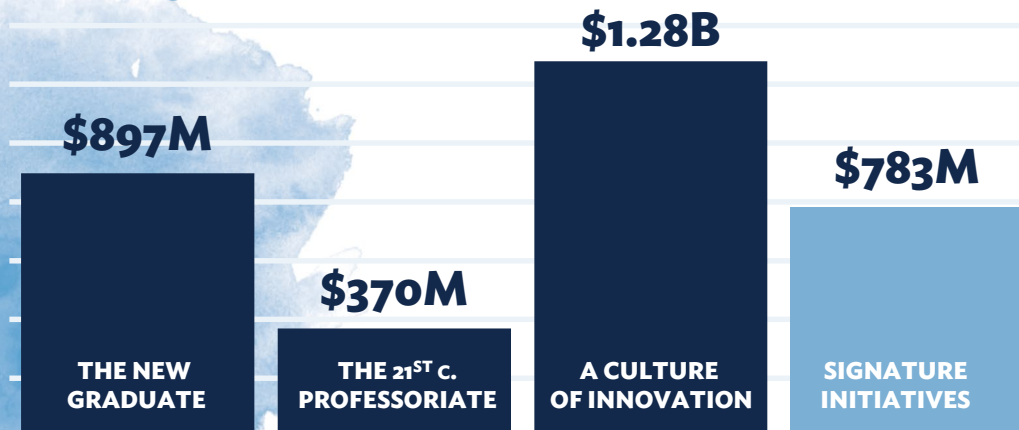 $897M
THE NEW
GRADUATE
$370M
THE 21ST C.
PROFESSORIATE
$1.28B
A CULTURE
OF INNOVATION
$783M
SIGNATURE
INITIATIVES